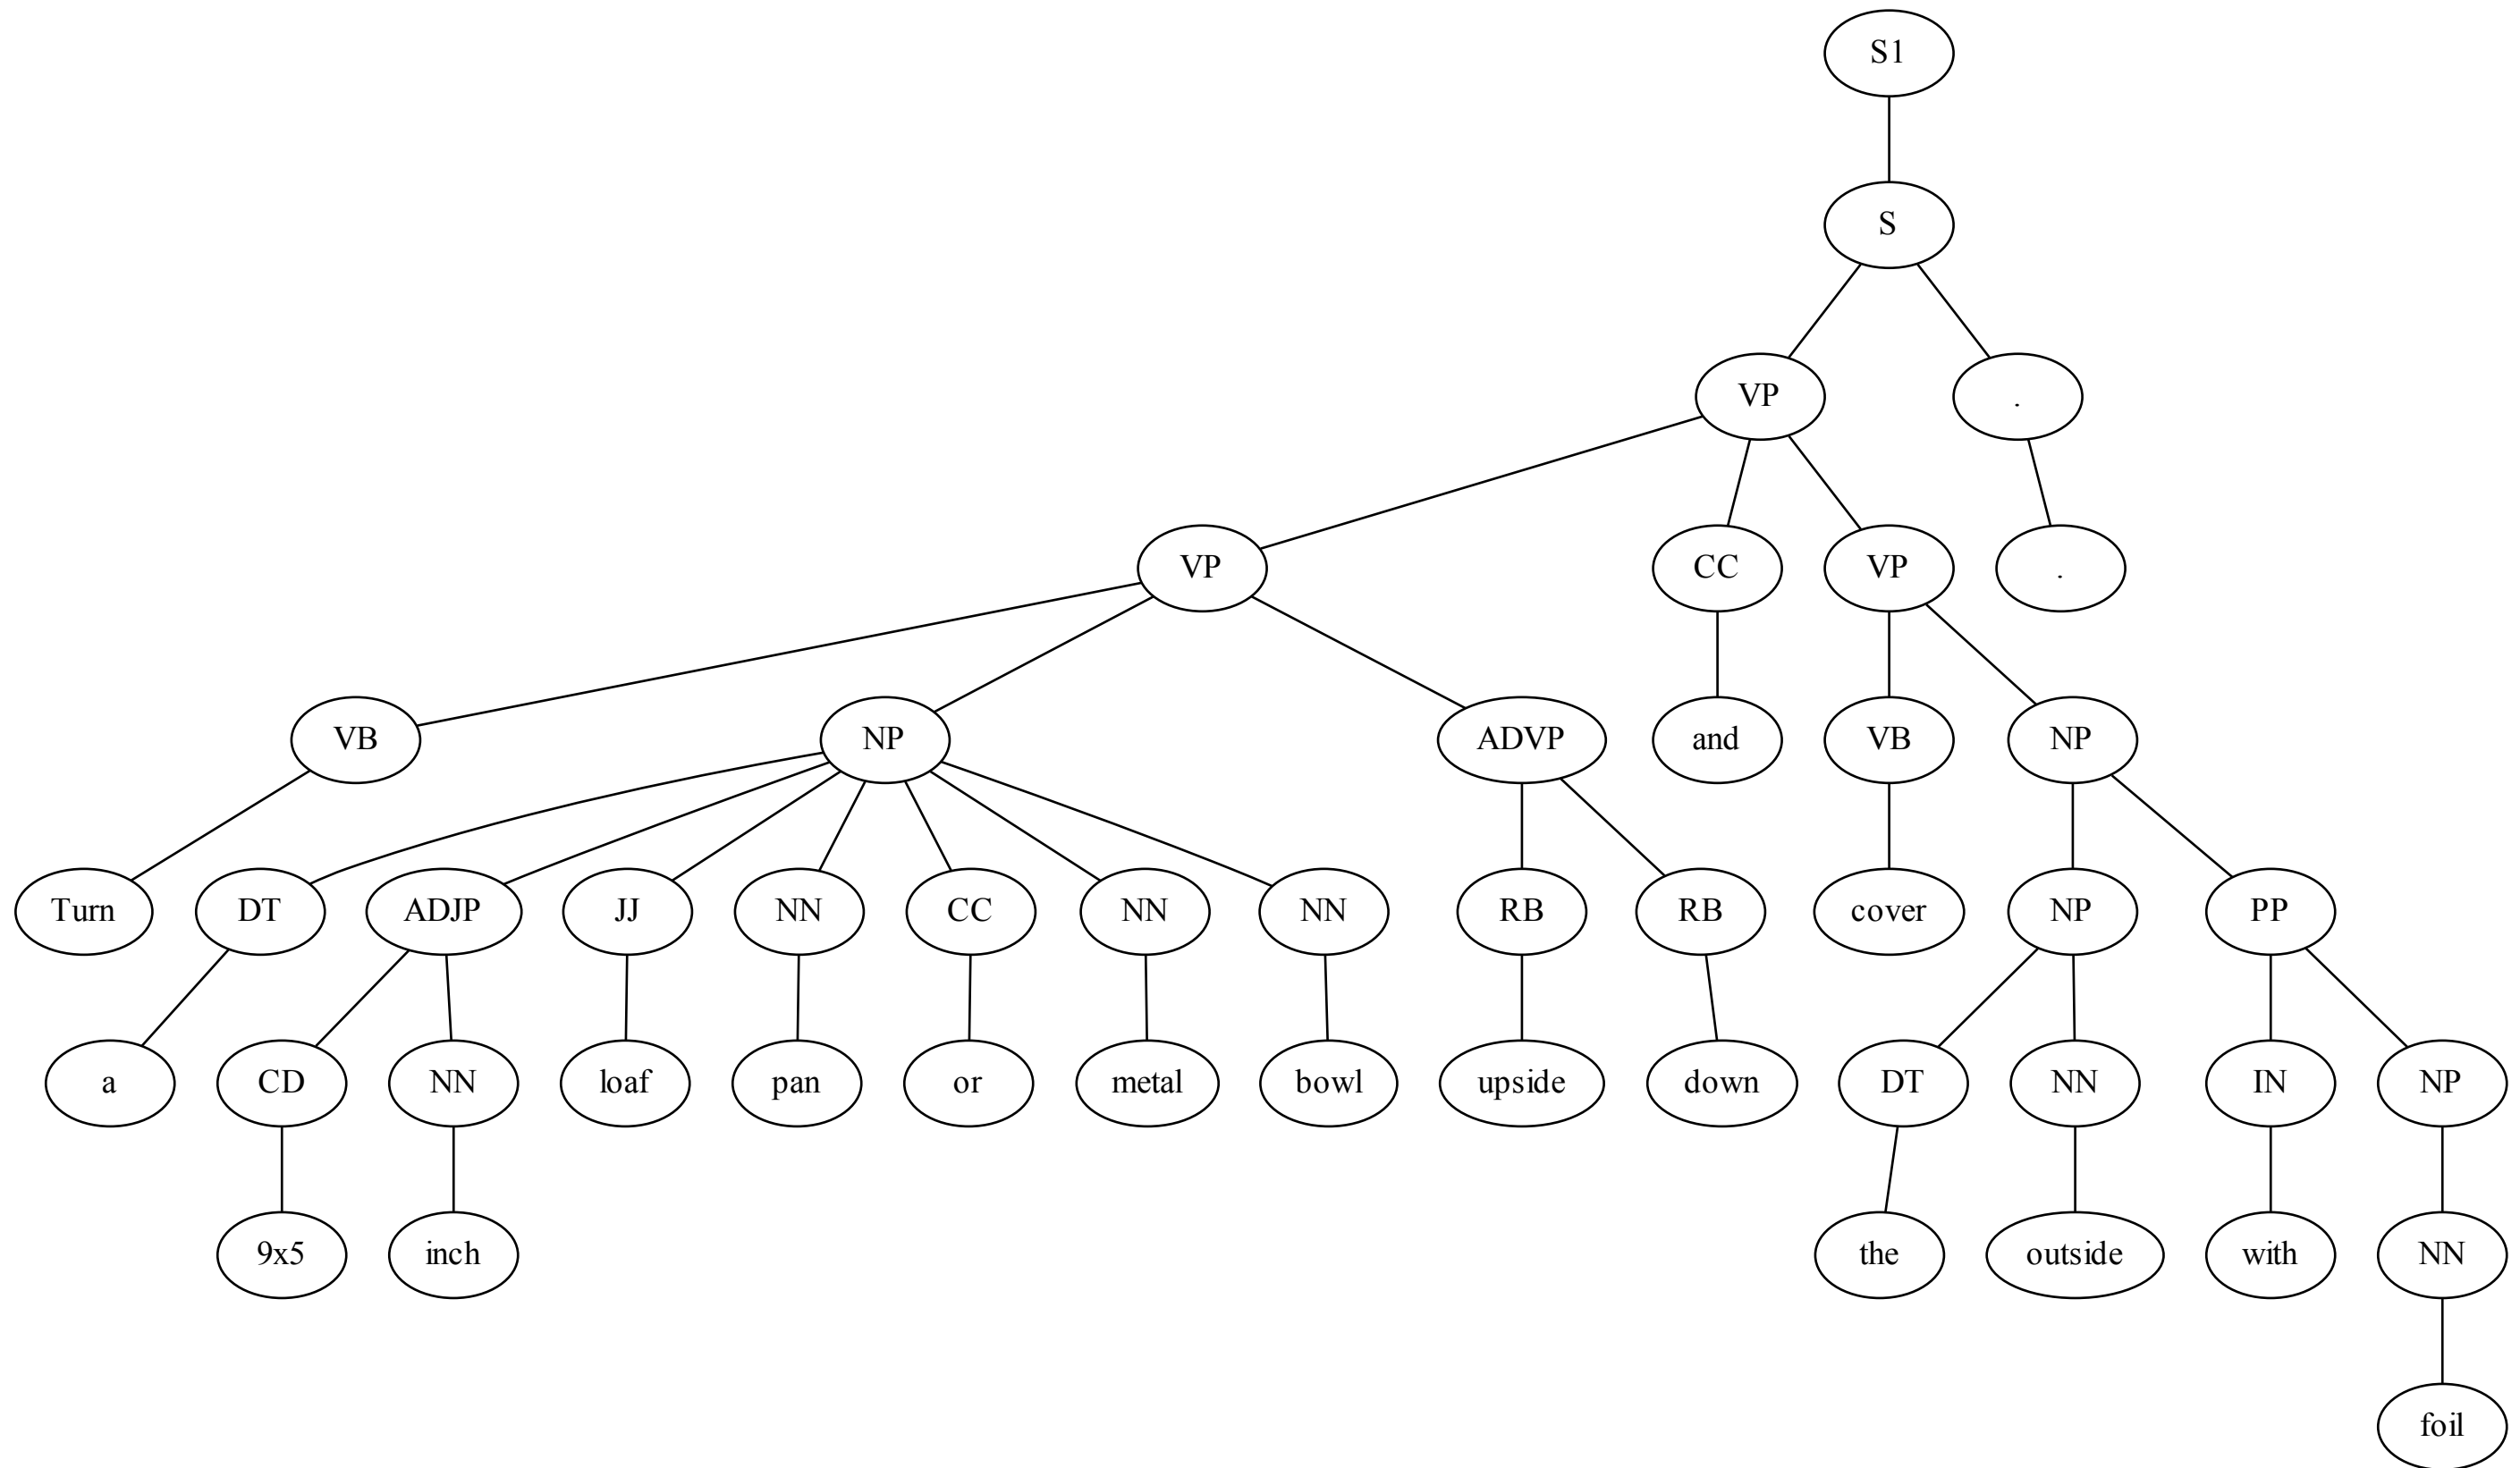 S1
S
VP .
VP CC VP .
VB NP ADVP and VB NP
Turn DT ADJP JJ NN CC NN NN RB RB cover NP PP
a CD NN loaf pan or metal bowl upside down DT NN IN NP
9x5 inch the outside with NN
foil